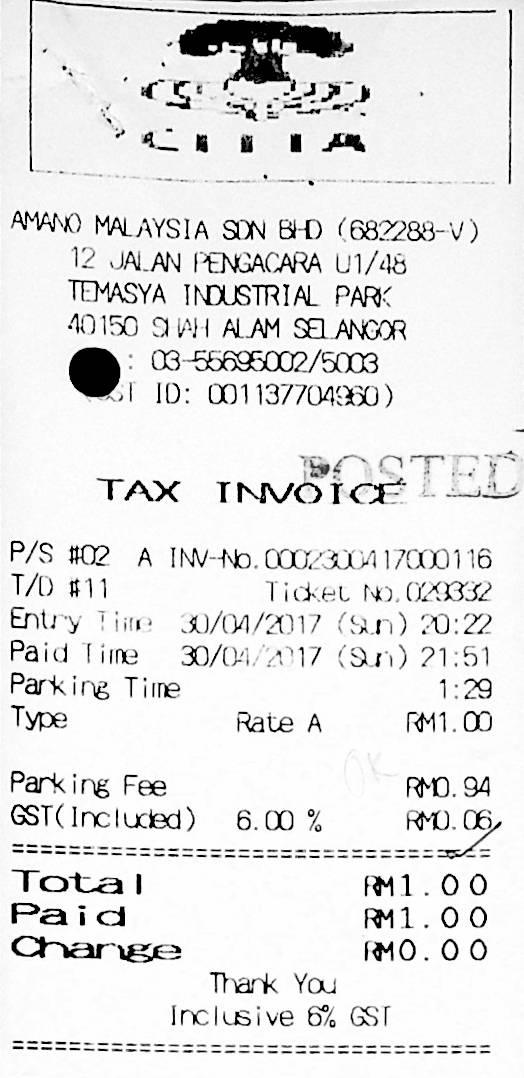 CITTA
AMANO MALAYSIA SDN BHD (682288-V)
12 JALAN PENGACARA U1/48
TEMASYA INDUSTRIAL PARK
40150 SHAH ALAM SELANGOR
: 03-55695002/5003
GST ID: 001137704960)
POSTED
TAX INVOICE
P/S #02 A INV-No.0002300417000116
T/D #11 Ticket No.029332
Entry Time 30/04/2017 (Sun) 20:22
Paid Time 30/04/2017 (Sun) 21:51
Parking Time 1:29
Type Rate A RM1.00
OK
Parking Fee RM0.94
GST(Included) 6.00 % RM0.06
===================================
Total RM1.00
Paid RM1.00
Change RM0.00
Thank You
Inclusive 6% GST
===================================